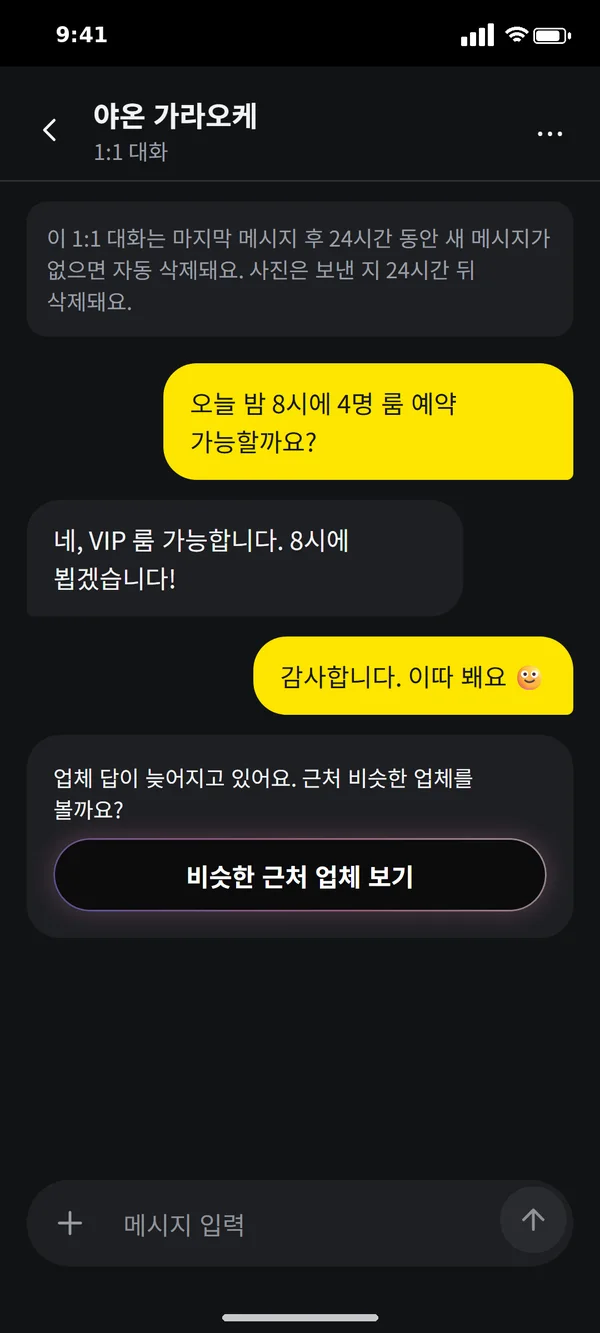 9:41
야온 가라오케
1:1 대화
이 1:1 대화는 마지막 메시지 후 24시간 동안 새 메시지가
없으면 자동 삭제돼요. 사진은 보낸 지 24시간 뒤
삭제돼요.
오늘 밤 8시에 4명 룸 예약
가능할까요?
네, VIP 룸 가능합니다. 8시에
뵙겠습니다!
감사합니다. 이따 봬요 🙂
업체 답이 늦어지고 있어요. 근처 비슷한 업체를
볼까요?
비슷한 근처 업체 보기
메시지 입력